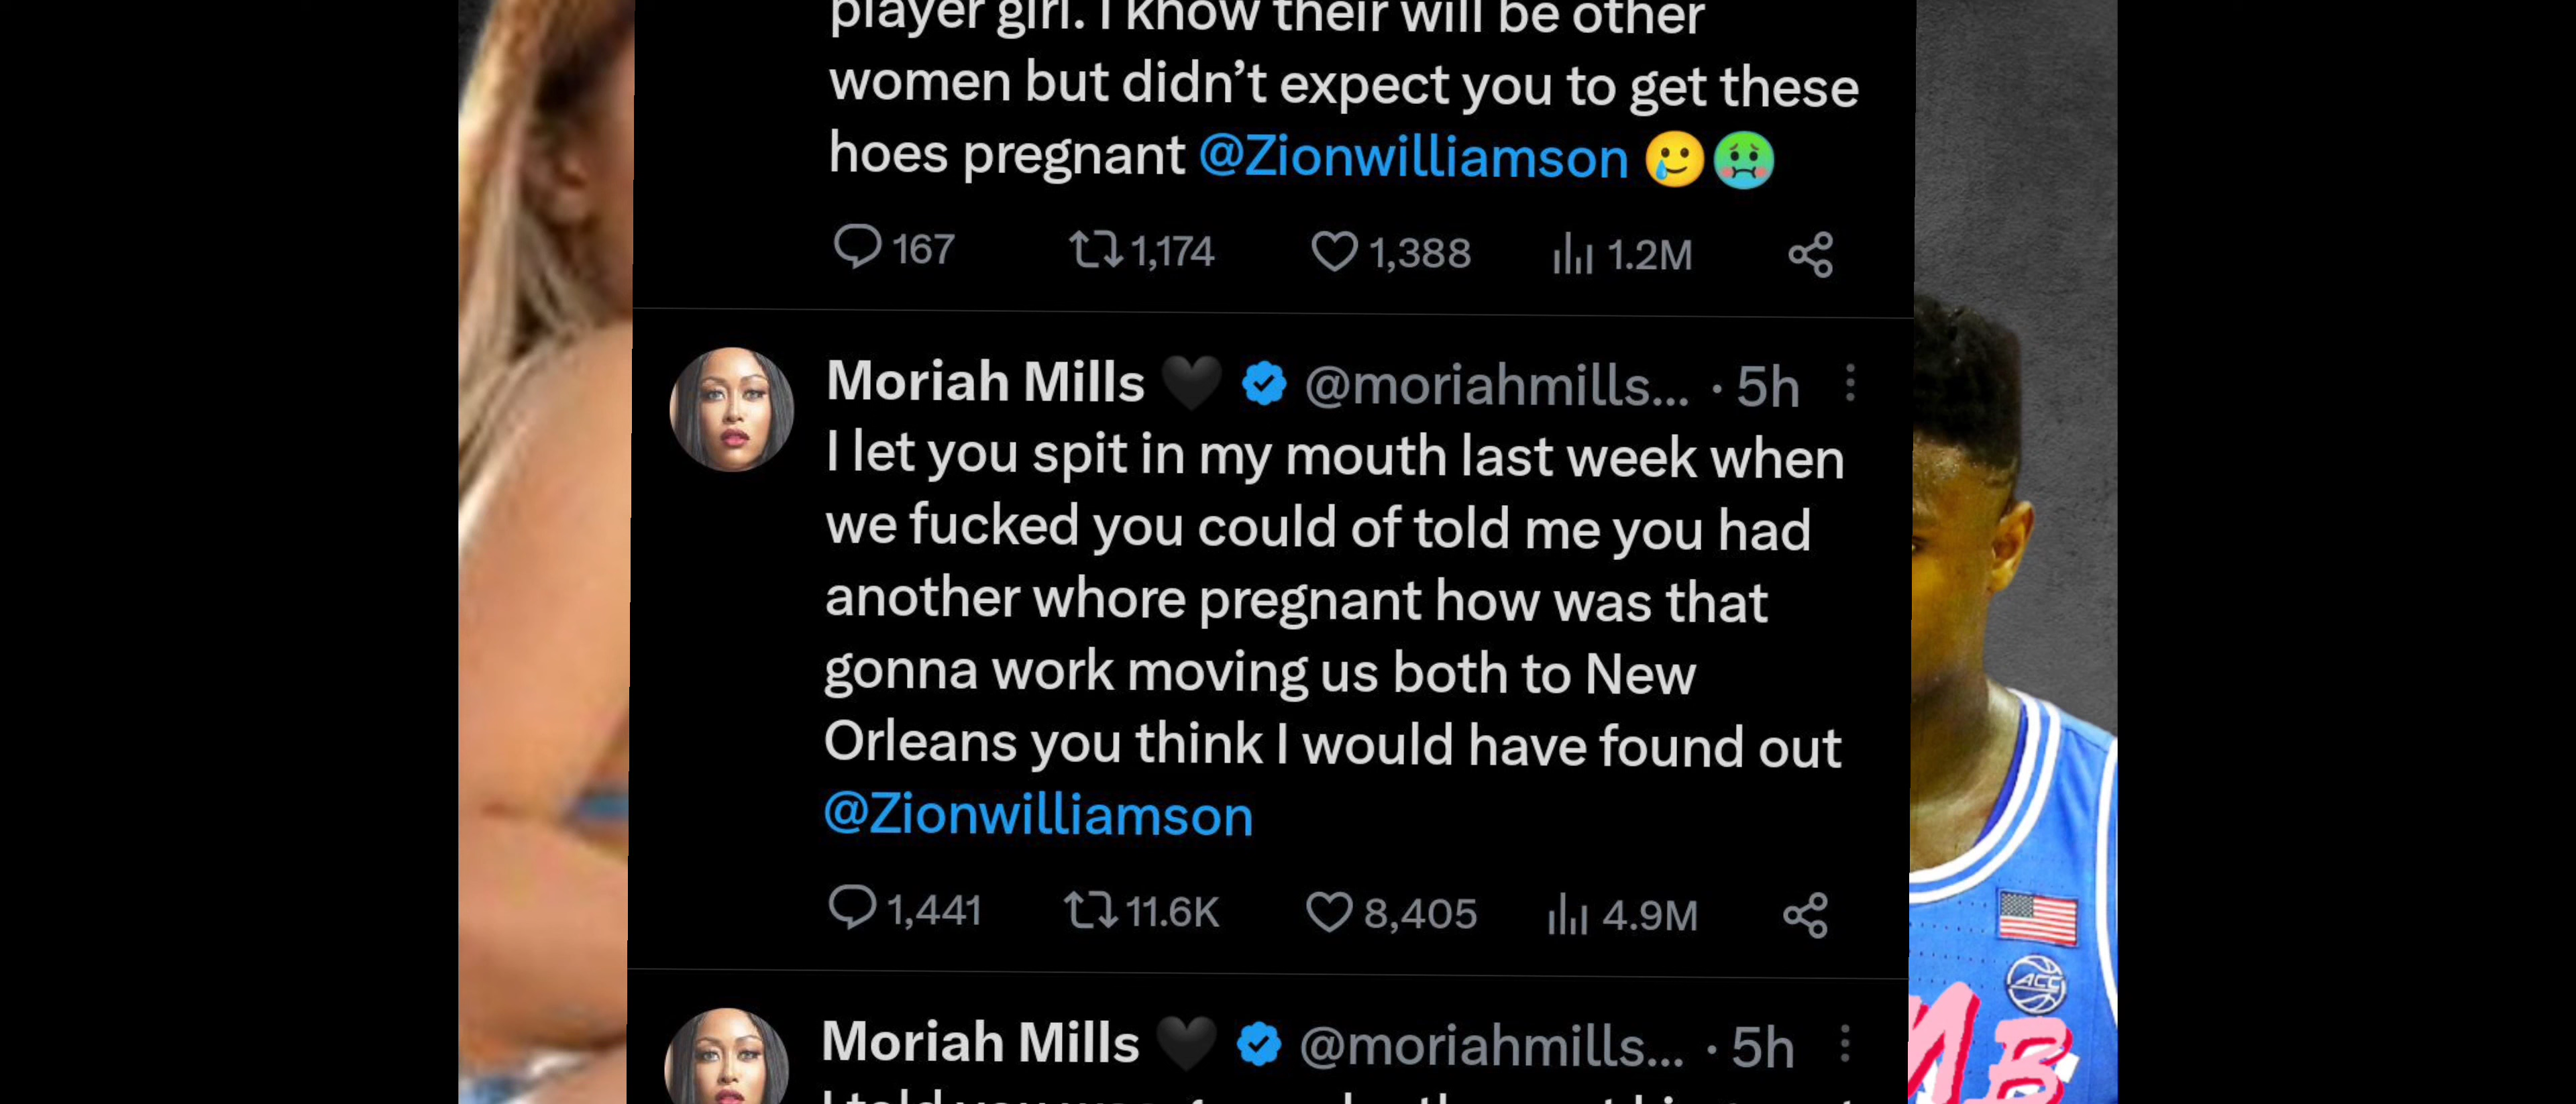 player girl. I know their will be other
women but didn't expect you to get these
hoes pregnant @Zionwilliamson 🥲🤢
167 1,174 1,388 1.2M
Moriah Mills 🖤 @moriahmills... · 5h
I let you spit in my mouth last week when
we fucked you could of told me you had
another whore pregnant how was that
gonna work moving us both to New
Orleans you think I would have found out
@Zionwilliamson
1,441 11.6K 8,405 4.9M
ACC
Moriah Mills 🖤 @moriahmills... · 5h
I told you